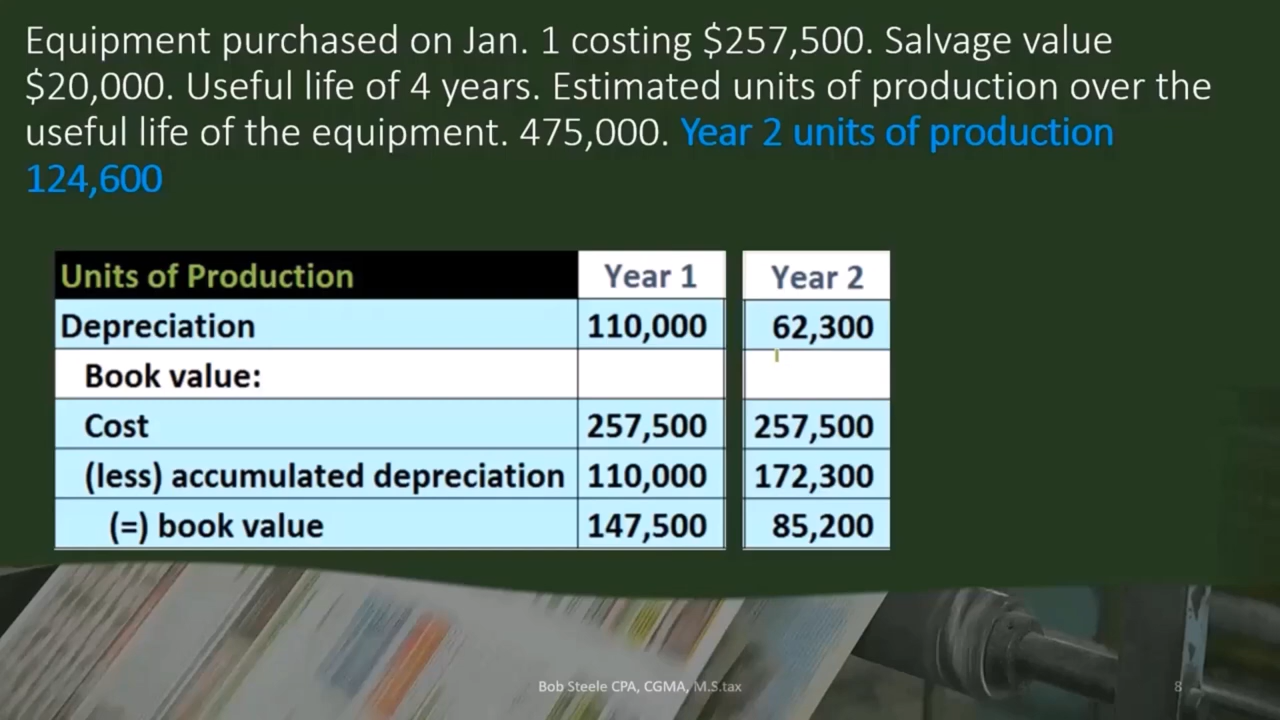 Equipment purchased on Jan. 1 costing $257,500. Salvage value
$20,000. Useful life of 4 years. Estimated units of production over the
useful life of the equipment. 475,000. Year 2 units of production
124,600
Units of Production Year 1 Year 2
Depreciation 110,000 62,300
Book value:
Cost 257,500 257,500
(less) accumulated depreciation 110,000 172,300
(=) book value 147,500 85,200
Bob Steele CPA, CGMA, M.S.tax 8